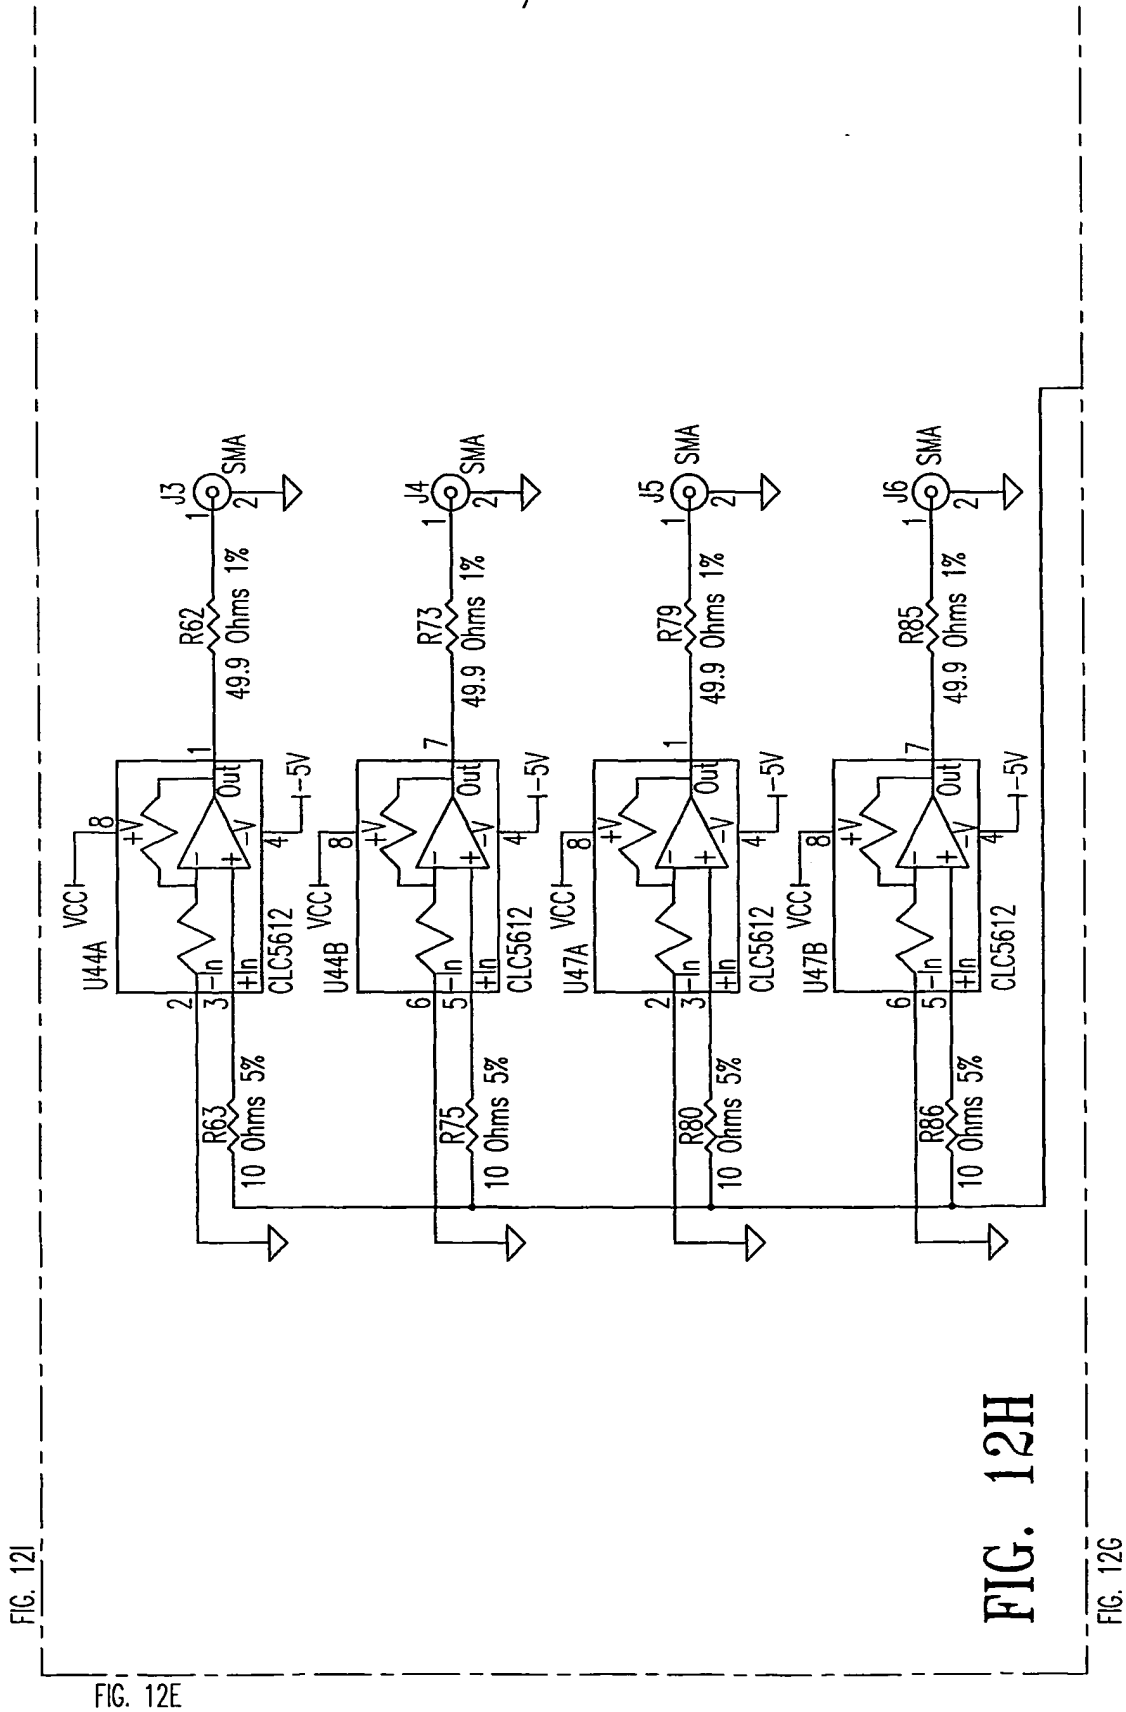 FIG. 12I
FIG. 12E
U44A
VCC
8
+V
2
-In
3
+In
-
+
Out
1
-V
4
-5V
CLC5612
R63
10 Ohms 5%
R62
49.9 Ohms 1%
J3
1
2
SMA
U44B
VCC
8
+V
6
-In
5
+In
-
+
Out
7
-V
4
-5V
CLC5612
R75
10 Ohms 5%
R73
49.9 Ohms 1%
J4
1
2
SMA
U47A
VCC
8
+V
2
-In
3
+In
-
+
Out
1
-V
4
-5V
CLC5612
R80
10 Ohms 5%
R79
49.9 Ohms 1%
J5
1
2
SMA
U47B
VCC
8
+V
6
-In
5
+In
-
+
Out
7
-V
4
-5V
CLC5612
R86
10 Ohms 5%
R85
49.9 Ohms 1%
J6
1
2
SMA
FIG. 12H
FIG. 12G